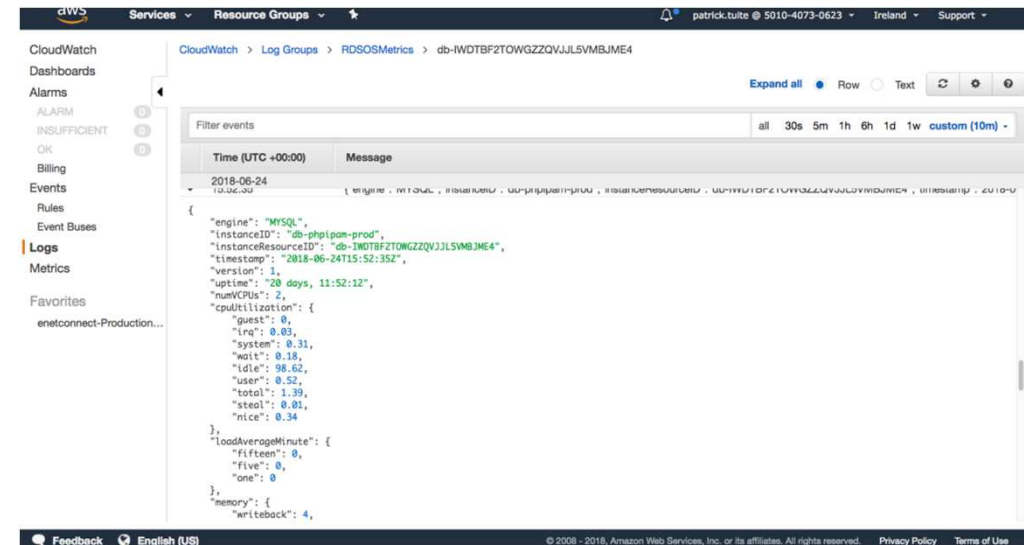 aws Services Resource Groups patrick.tuite @ 5010-4073-0623 Ireland Support
CloudWatch
Dashboards
Alarms
ALARM 0
INSUFFICIENT 0
OK 0
Billing
Events
Rules
Event Buses
Logs
Metrics
Favorites
enetconnect-Production...
CloudWatch > Log Groups > RDSOSMetrics > db-IWDTBF2TOWGZZQVJJL5VMBJME4
Expand all Row Text
Filter events all 30s 5m 1h 6h 1d 1w custom (10m)
Time (UTC +00:00) Message
2018-06-24
15:52:35
{
"engine": "MYSQL",
"instanceID": "db-phpipam-prod",
"instanceResourceID": "db-IWDTBF2TOWGZZQVJJL5VMBJME4",
"timestamp": "2018-06-24T15:52:35Z",
"version": 1,
"uptime": "20 days, 11:52:12",
"numVCPUs": 2,
"cpuUtilization": {
"guest": 0,
"irq": 0.03,
"system": 0.31,
"wait": 0.18,
"idle": 98.62,
"user": 0.52,
"total": 1.39,
"steal": 0.01,
"nice": 0.34
},
"loadAverageMinute": {
"fifteen": 0,
"five": 0,
"one": 0
},
"memory": {
"writeback": 4,
Feedback English (US) © 2008 - 2018, Amazon Web Services, Inc. or its affiliates. All rights reserved. Privacy Policy Terms of Use